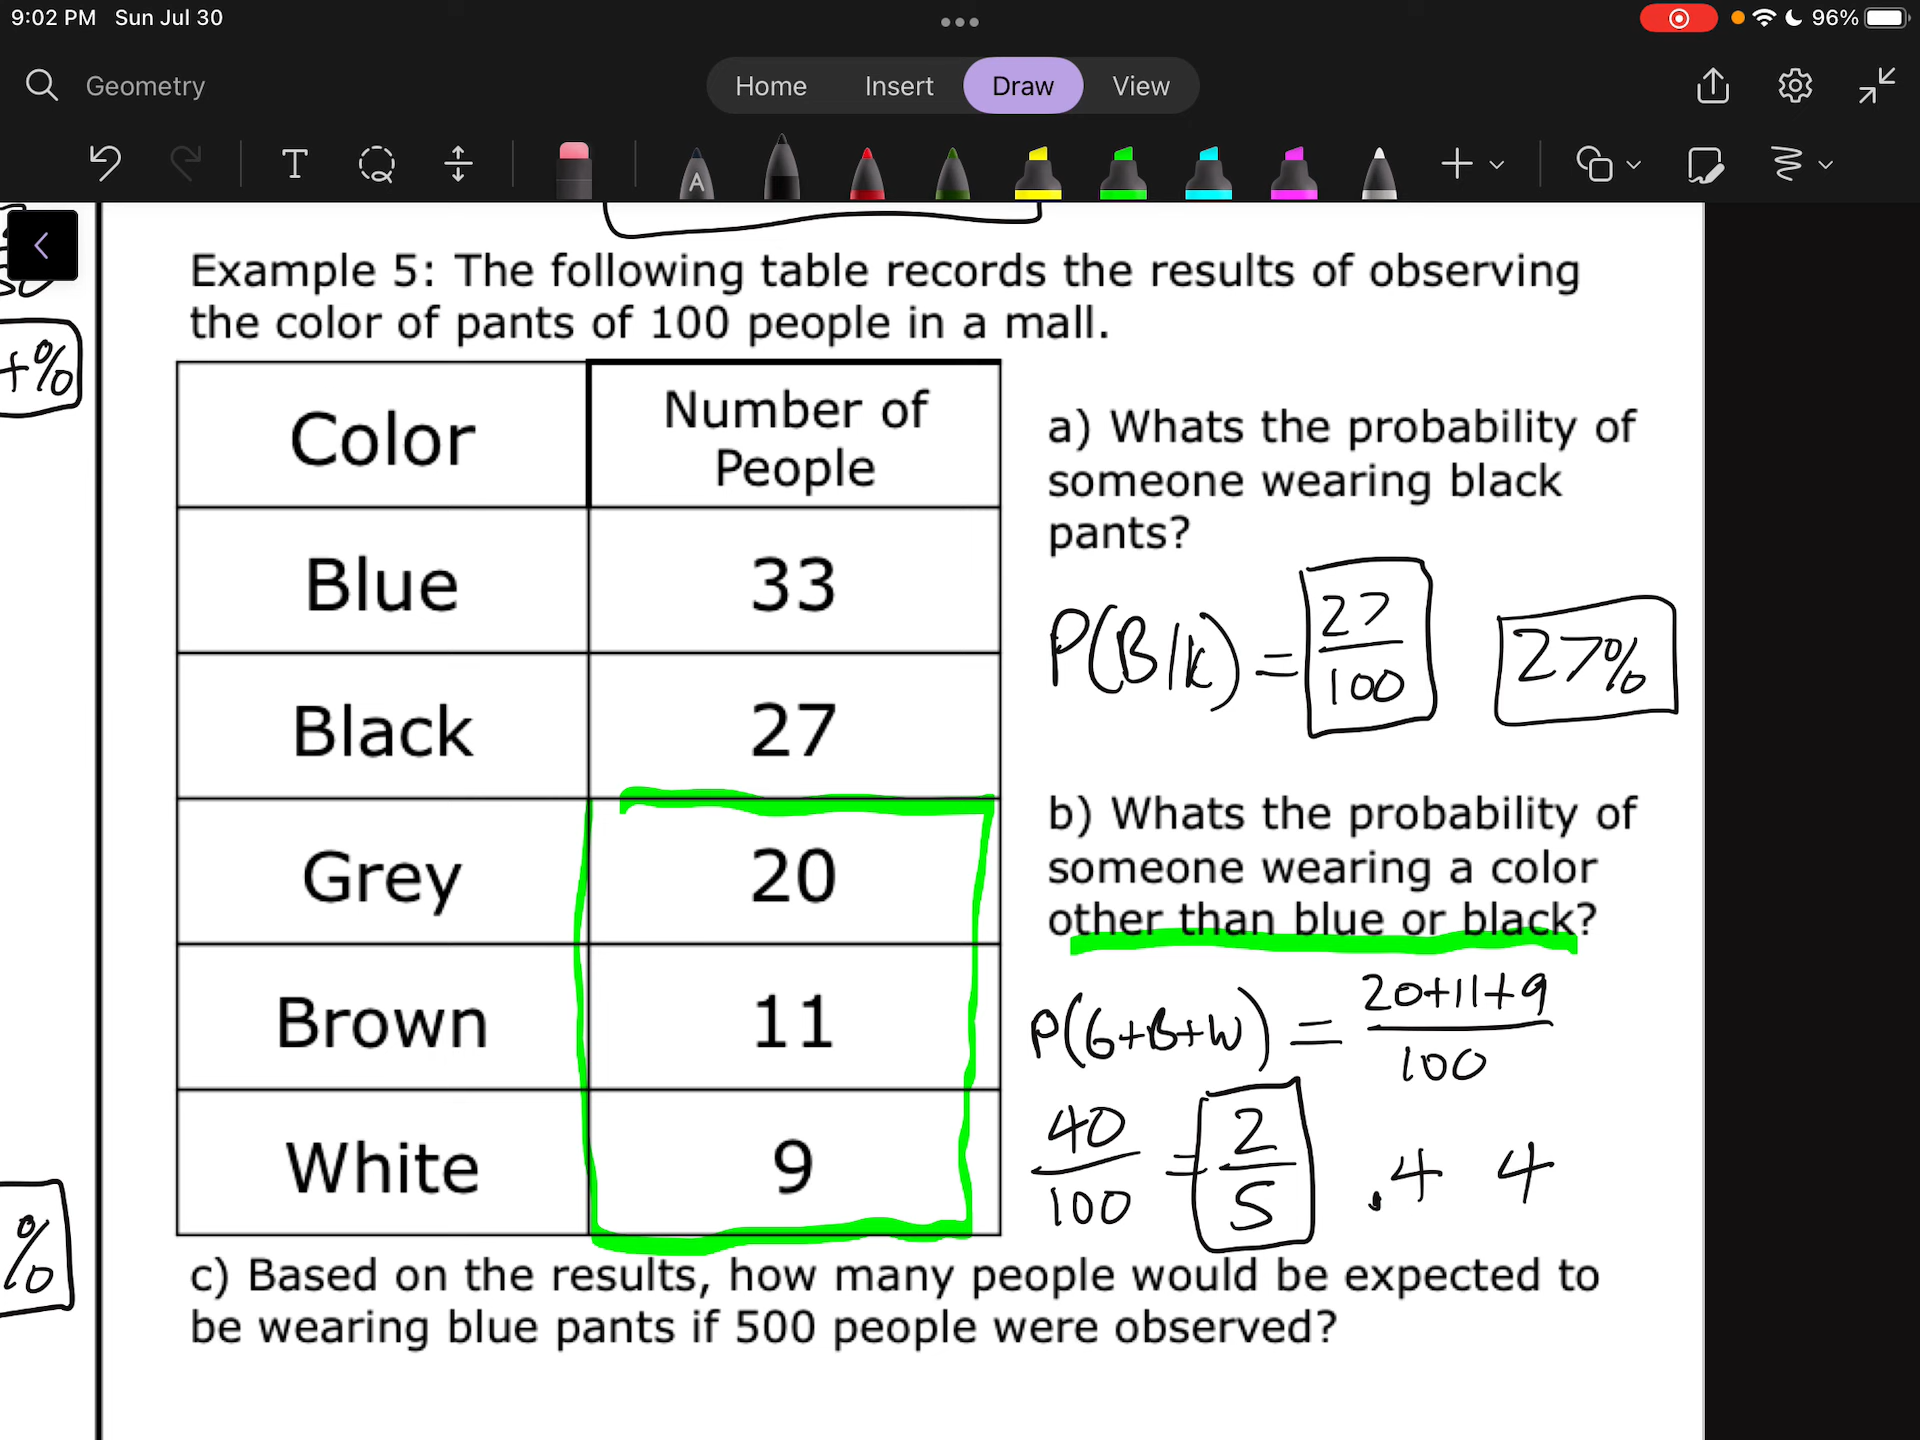 9:02 PM Sun Jul 30
96%
Geometry
Home Insert Draw View
T
A
+%
%
Example 5: The following table records the results of observing
the color of pants of 100 people in a mall.
Color Number of People
Blue 33
Black 27
Grey 20
Brown 11
White 9
a) Whats the probability of
someone wearing black
pants?
P(Blk) = 27/100 27%
b) Whats the probability of
someone wearing a color
other than blue or black?
P(G+B+W) = 20+11+9/100
40/100 = 2/5 .4 4
c) Based on the results, how many people would be expected to
be wearing blue pants if 500 people were observed?